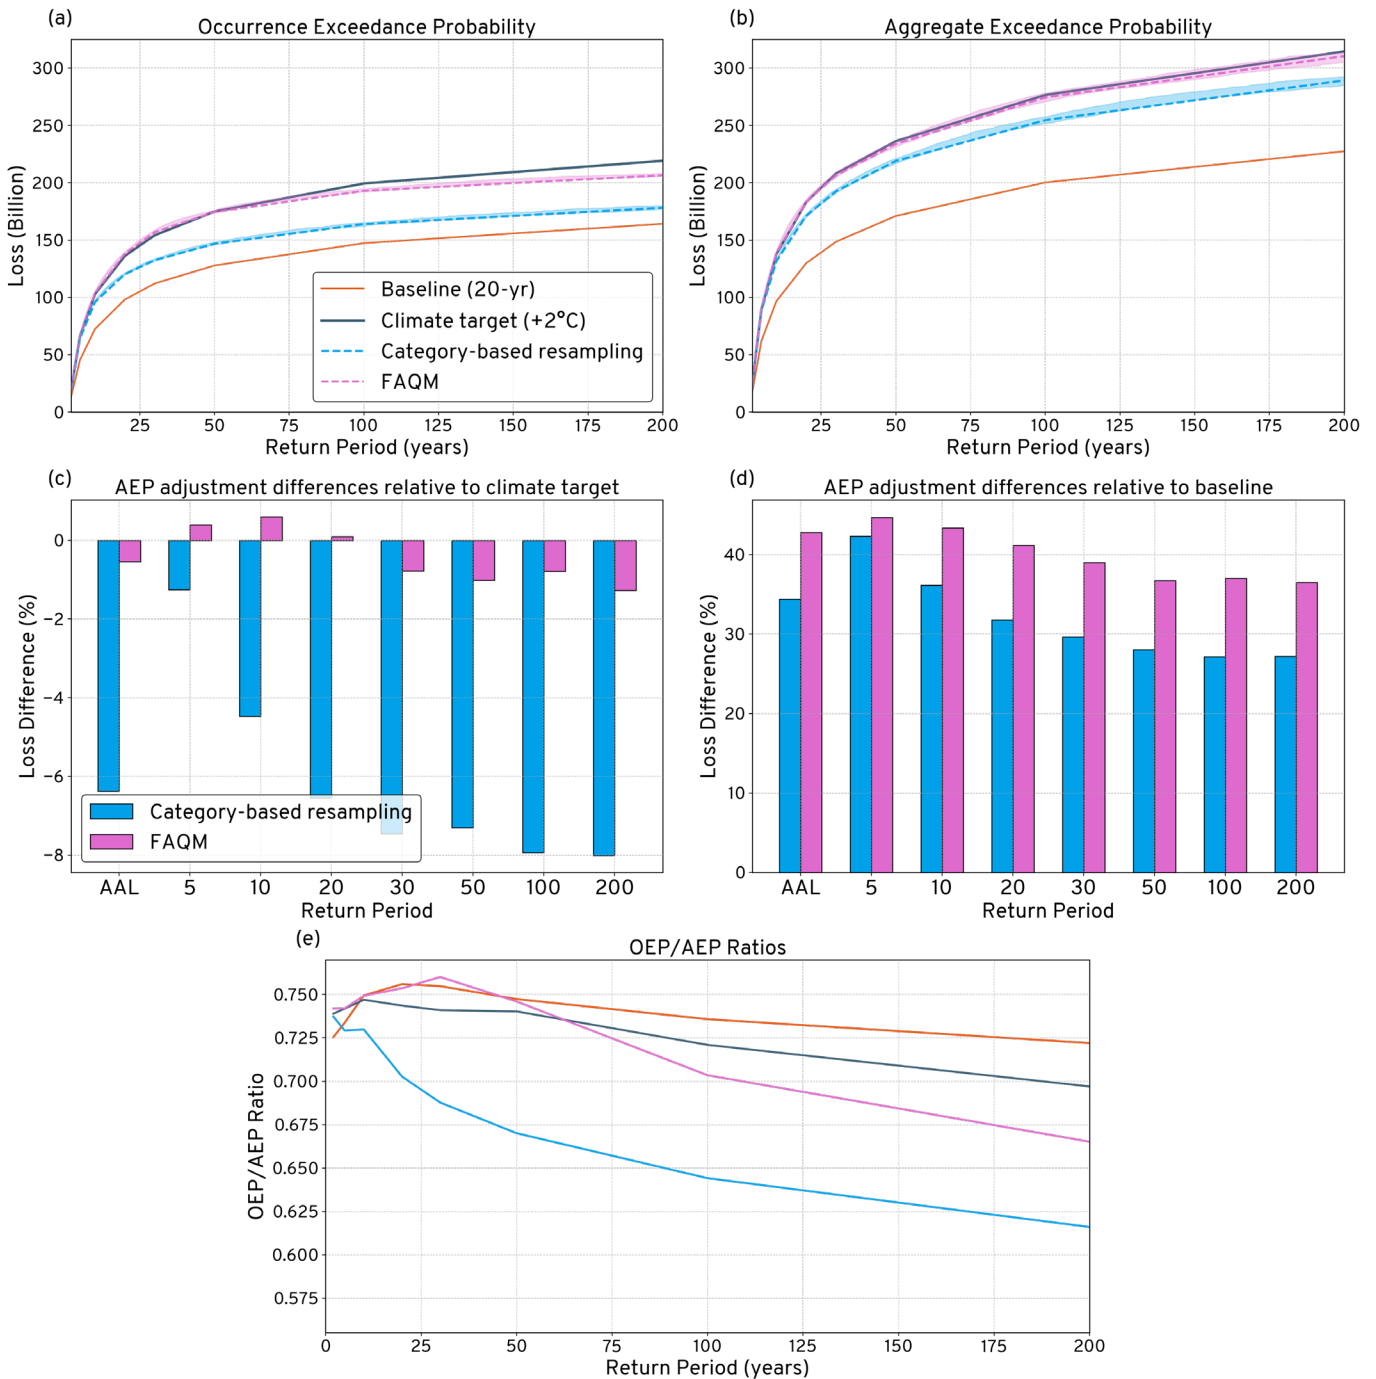 (a)
Occurrence Exceedance Probability
Loss (Billion)
300
250
200
150
100
50
0
Baseline (20-yr)
Climate target (+2°C)
Category-based resampling
FAQM
25 50 75 100 125 150 175 200
Return Period (years)
(b)
Aggregate Exceedance Probability
Loss (Billion)
300
250
200
150
100
50
0
25 50 75 100 125 150 175 200
Return Period (years)
(c)
AEP adjustment differences relative to climate target
Loss Difference (%)
0
−2
−4
−6
−8
Category-based resampling
FAQM
AAL 5 10 20 30 50 100 200
Return Period
(d)
AEP adjustment differences relative to baseline
Loss Difference (%)
40
30
20
10
0
AAL 5 10 20 30 50 100 200
Return Period
(e)
OEP/AEP Ratios
OEP/AEP Ratio
0.750
0.725
0.700
0.675
0.650
0.625
0.600
0.575
0 25 50 75 100 125 150 175 200
Return Period (years)